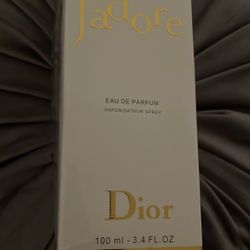 J'adore
EAU DE PARFUM
VAPORISATEUR SPRAY
Dior
100 ml - 3.4 FL.OZ